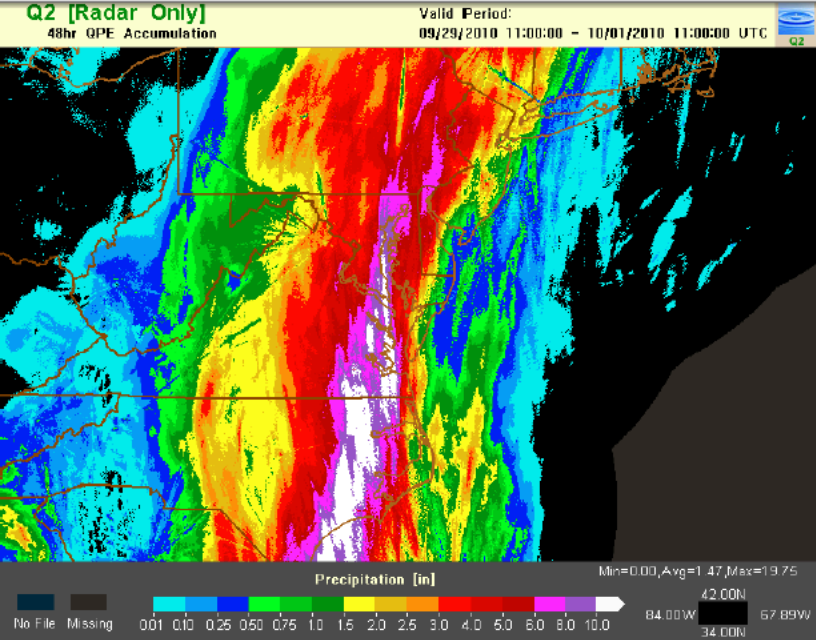 Q2 [Radar Only]
48hr QPE Accumulation
Valid Period:
09/29/2010 11:00:00 - 10/01/2010 11:00:00 UTC
Q2
Min=0.00,Avg=1.47,Max=19.75
Precipitation [in]
No File
Missing
0.01 0.10 0.25 0.50 0.75 1.0 1.5 2.0 2.5 3.0 4.0 5.0 6.0 8.0 10.0
42.00N
84.00W
67.89W
34.00N